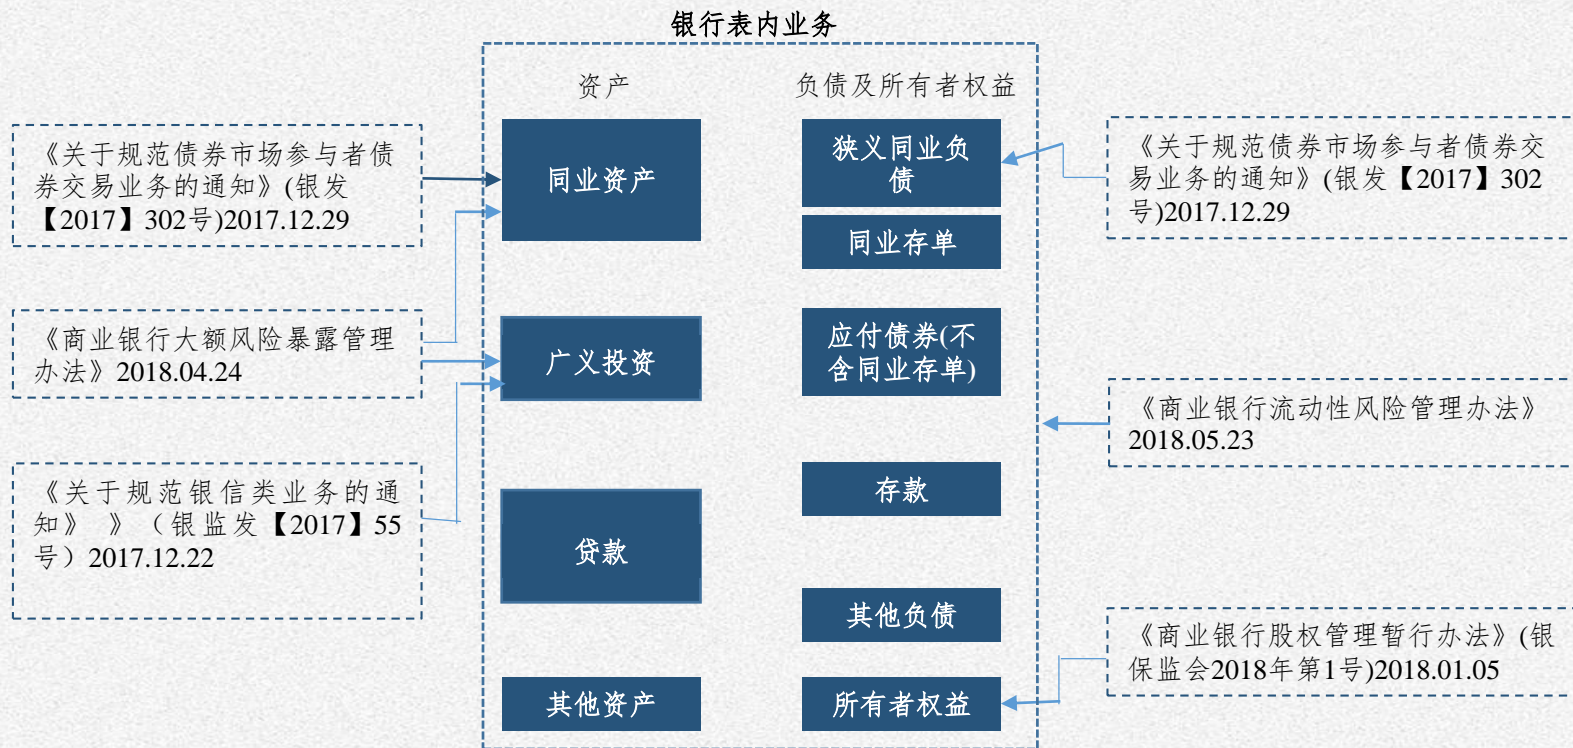 银行表内业务
资产
负债及所有者权益
《关于规范债券市场参与者债
券交易业务的通知》(银发
【2017】302号)2017.12.29
《商业银行大额风险暴露管理
办法》2018.04.24
《关于规范银信类业务的通
知》 》（银监发【2017】55
号）2017.12.22
同业资产
广义投资
贷款
其他资产
狭义同业负
债
同业存单
应付债券(不
含同业存单)
存款
其他负债
所有者权益
《关于规范债券市场参与者债券交
易业务的通知》(银发【2017】302
号)2017.12.29
《商业银行流动性风险管理办法》
2018.05.23
《商业银行股权管理暂行办法》(银
保监会2018年第1号)2018.01.05